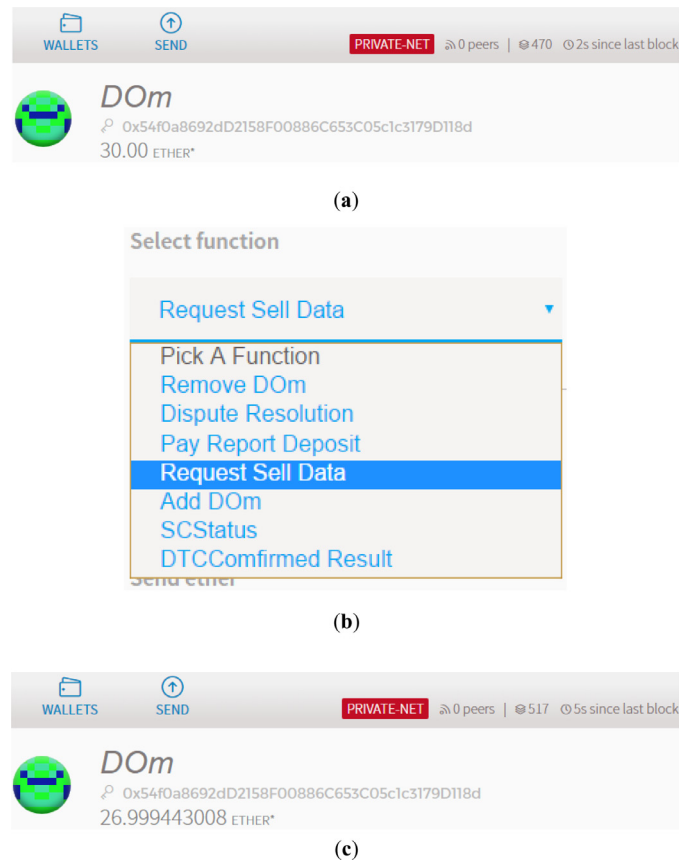 WALLETS SEND PRIVATE-NET 0 peers | 470 2s since last block
DOm
0x54f0a8692dD2158F00886C653C05c1c3179D118d
30.00 ETHER*
(a)
Select function
Request Sell Data
Pick A Function
Remove DOm
Dispute Resolution
Pay Report Deposit
Request Sell Data
Add DOm
SCStatus
DTCComfirmed Result
Send ether
(b)
WALLETS SEND PRIVATE-NET 0 peers | 517 5s since last block
DOm
0x54f0a8692dD2158F00886C653C05c1c3179D118d
26.999443008 ETHER*
(c)